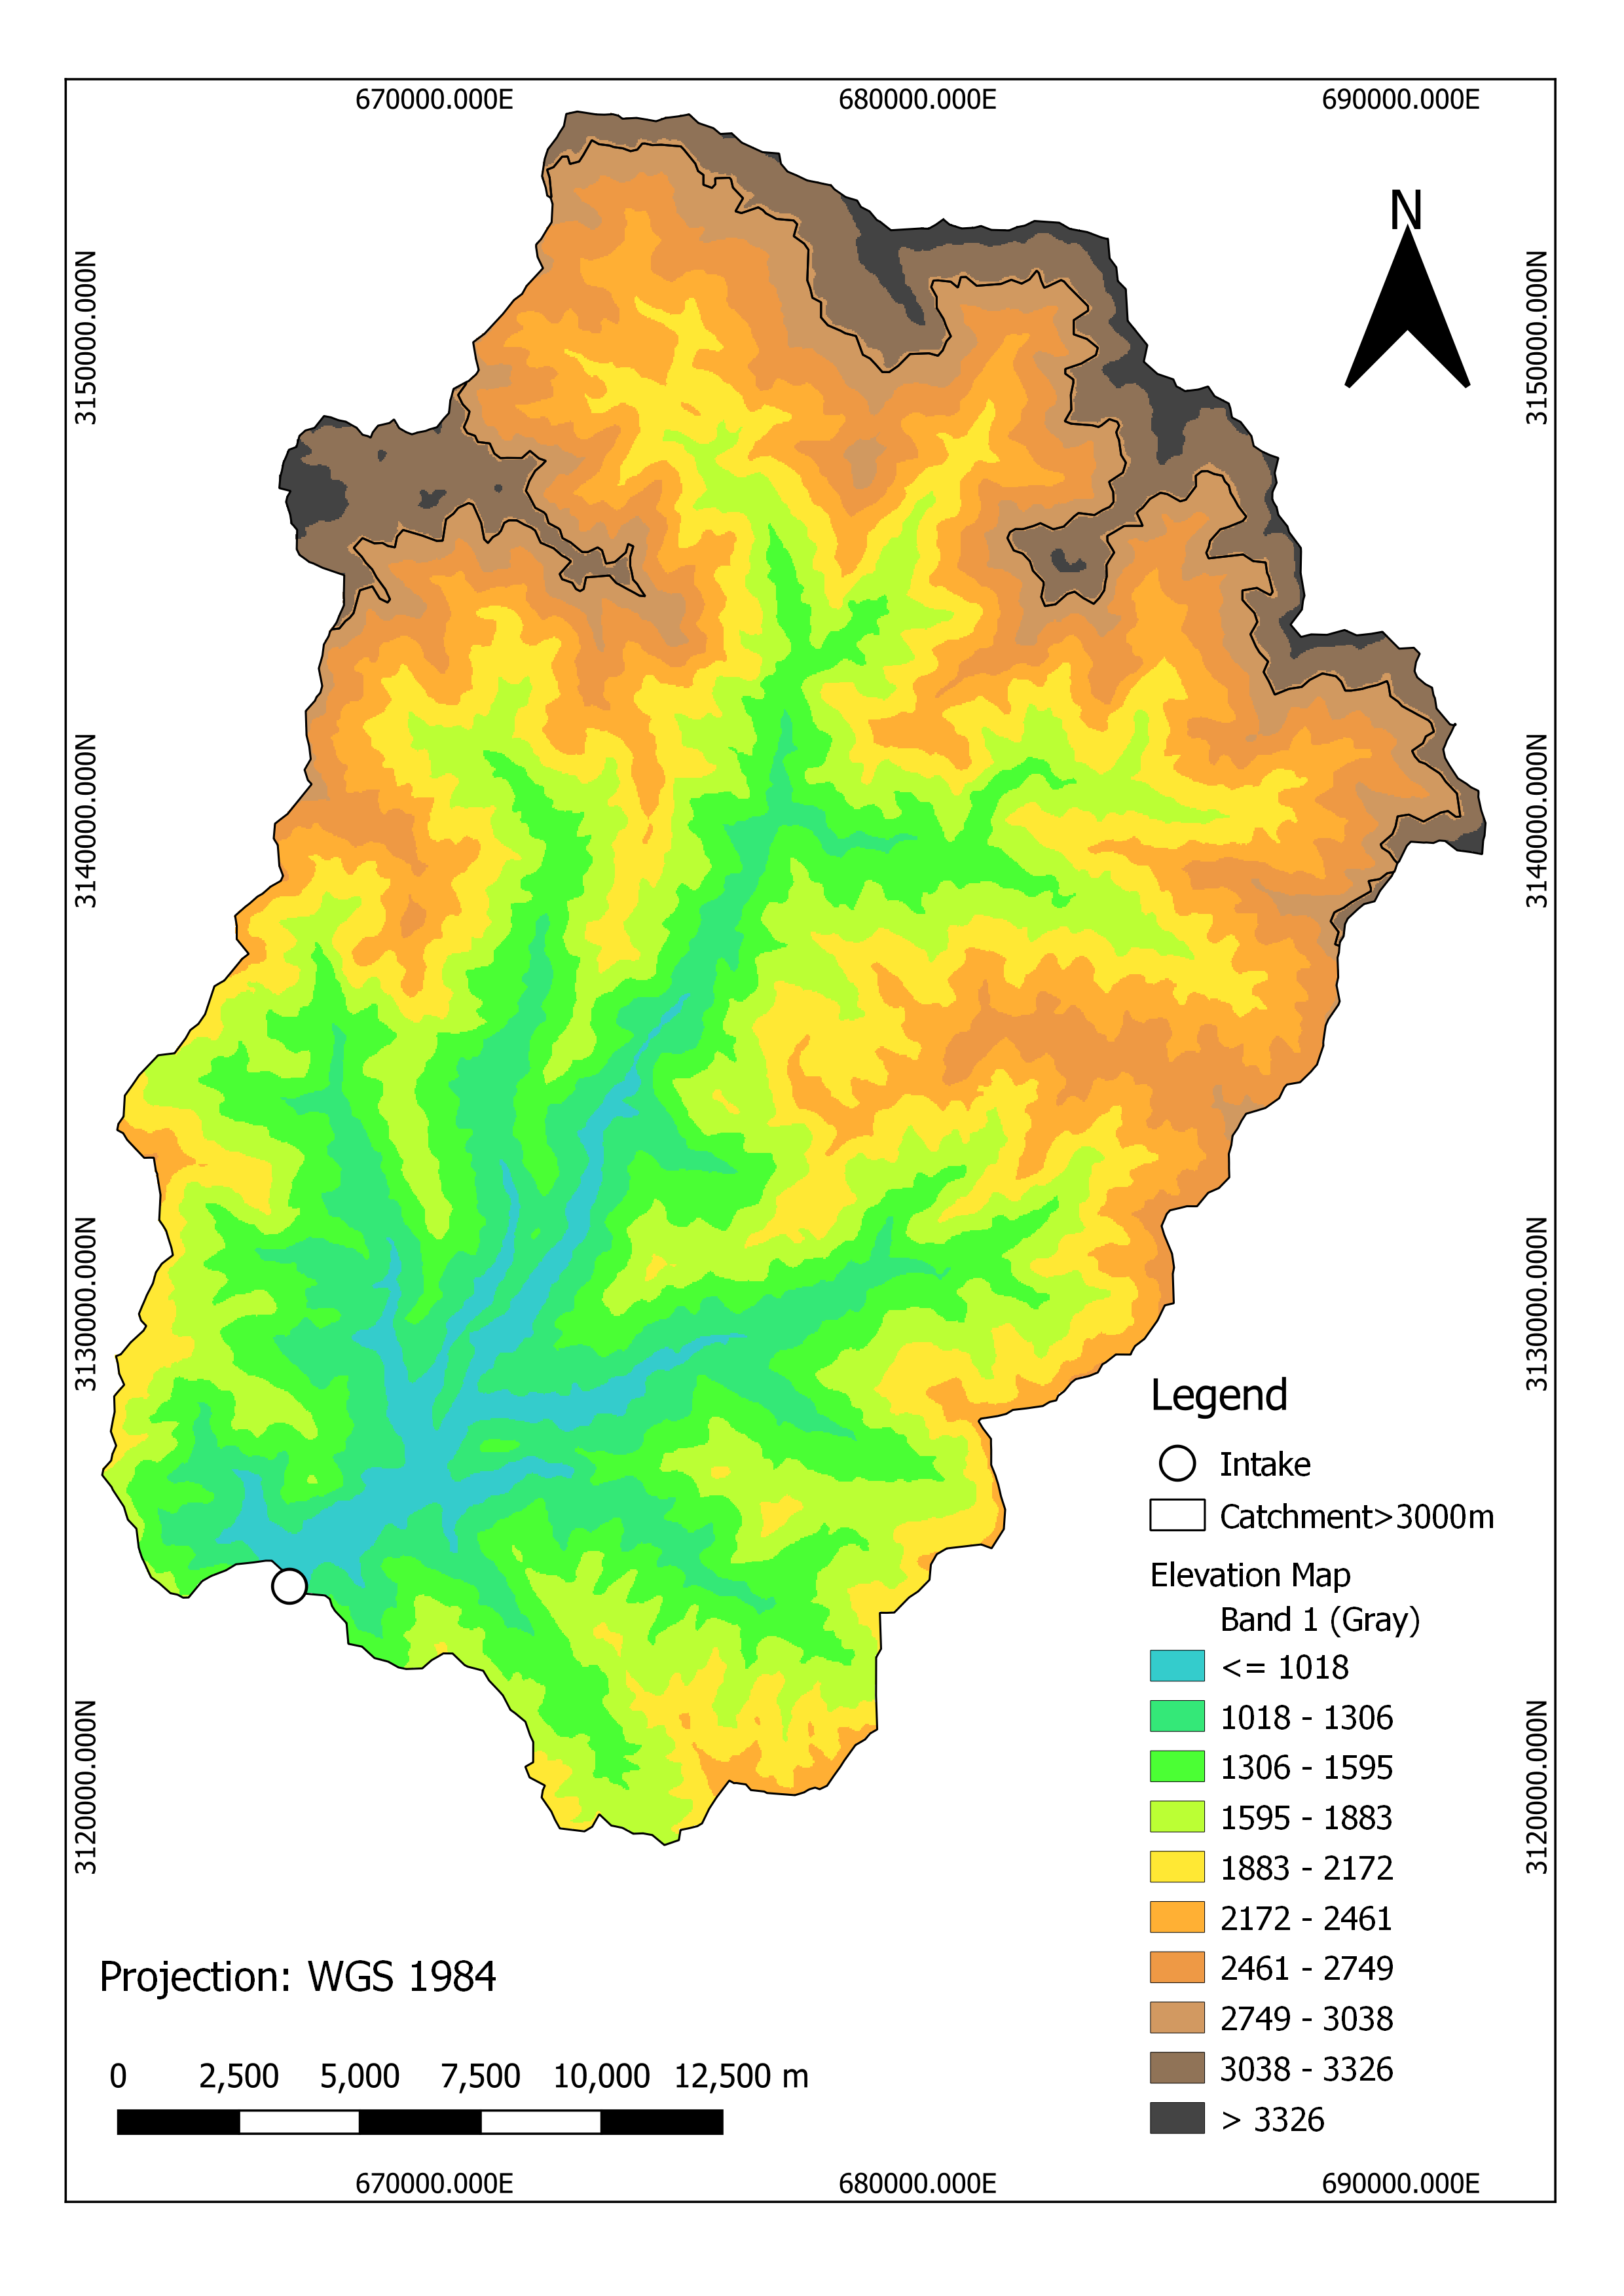 670000.000E 680000.000E 690000.000E
N
3150000.000N 3150000.000N
3140000.000N 3140000.000N
3130000.000N 3130000.000N
Legend
Intake
Catchment>3000m
Elevation Map
Band 1 (Gray)
<= 1018
1018 - 1306
1306 - 1595
1595 - 1883
3120000.000N 3120000.000N
1883 - 2172
2172 - 2461
2461 - 2749
2749 - 3038
3038 - 3326
> 3326
Projection: WGS 1984
0 2,500 5,000 7,500 10,000 12,500 m
670000.000E 680000.000E 690000.000E